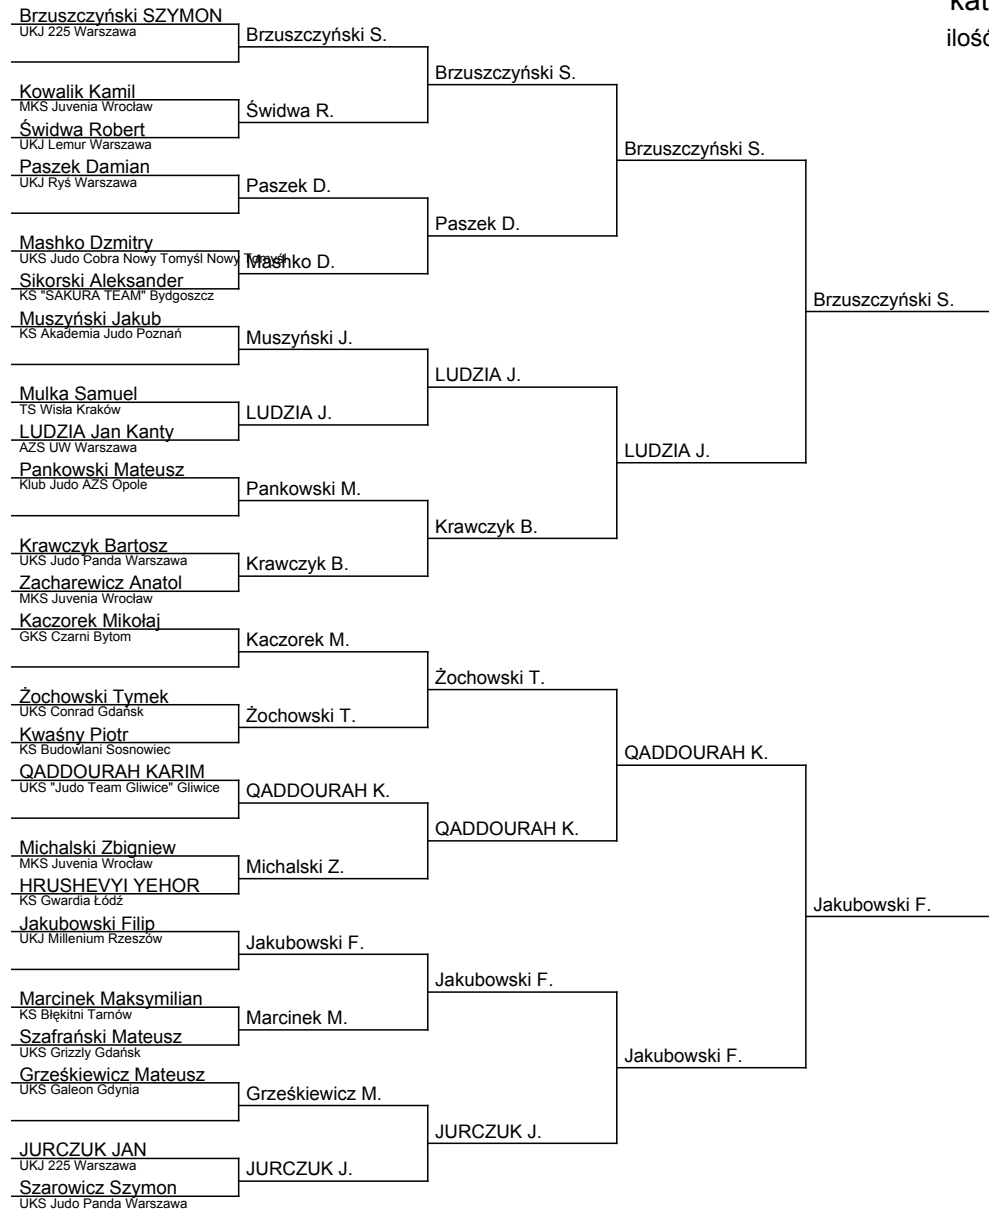 kat
ilość
Brzuszczyński SZYMON
UKJ 225 Warszawa
Kowalik Kamil
MKS Juvenia Wrocław
Świdwa Robert
UKJ Lemur Warszawa
Paszek Damian
UKJ Ryś Warszawa
Mashko Dzmitry
UKS Judo Cobra Nowy Tomyśl Nowy Tomyśl
Sikorski Aleksander
KS "SAKURA TEAM" Bydgoszcz
Muszyński Jakub
KS Akademia Judo Poznań
Mulka Samuel
TS Wisła Kraków
LUDZIA Jan Kanty
AZS UW Warszawa
Pankowski Mateusz
Klub Judo AZS Opole
Krawczyk Bartosz
UKS Judo Panda Warszawa
Zacharewicz Anatol
MKS Juvenia Wrocław
Kaczorek Mikołaj
GKS Czarni Bytom
Żochowski Tymek
UKS Conrad Gdańsk
Kwaśny Piotr
KS Budowlani Sosnowiec
QADDOURAH KARIM
UKS "Judo Team Gliwice" Gliwice
Michalski Zbigniew
MKS Juvenia Wrocław
HRUSHEVYI YEHOR
KS Gwardia Łódź
Jakubowski Filip
UKJ Millenium Rzeszów
Marcinek Maksymilian
KS Błękitni Tarnów
Szafrański Mateusz
UKS Grizzly Gdańsk
Grześkiewicz Mateusz
UKS Galeon Gdynia
JURCZUK JAN
UKJ 225 Warszawa
Szarowicz Szymon
UKS Judo Panda Warszawa
Brzuszczyński S.
Świdwa R.
Paszek D.
Mashko D.
Muszyński J.
LUDZIA J.
Pankowski M.
Krawczyk B.
Kaczorek M.
Żochowski T.
QADDOURAH K.
Michalski Z.
Jakubowski F.
Marcinek M.
Grześkiewicz M.
JURCZUK J.
Brzuszczyński S.
Paszek D.
LUDZIA J.
Krawczyk B.
Żochowski T.
QADDOURAH K.
Jakubowski F.
JURCZUK J.
Brzuszczyński S.
LUDZIA J.
QADDOURAH K.
Jakubowski F.
Brzuszczyński S.
Jakubowski F.